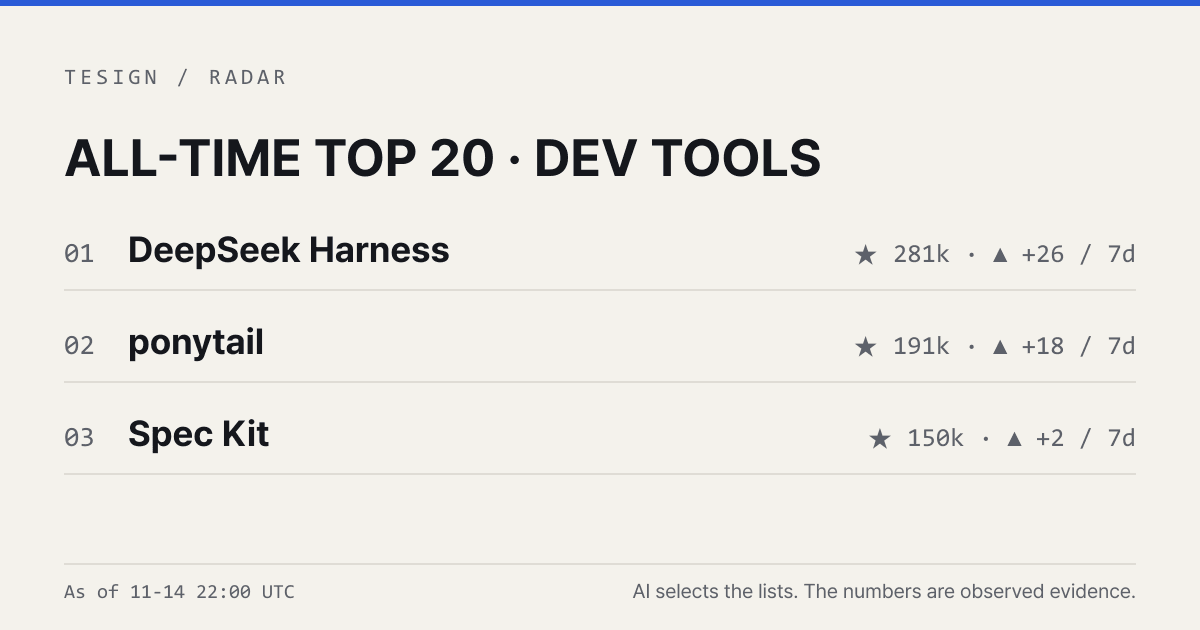 TESIGN / RADAR
ALL-TIME TOP 20 · DEV TOOLS
01 DeepSeek Harness ★ 281k · ▲ +26 / 7d
02 ponytail ★ 191k · ▲ +18 / 7d
03 Spec Kit ★ 150k · ▲ +2 / 7d
As of 11-14 22:00 UTC AI selects the lists. The numbers are observed evidence.